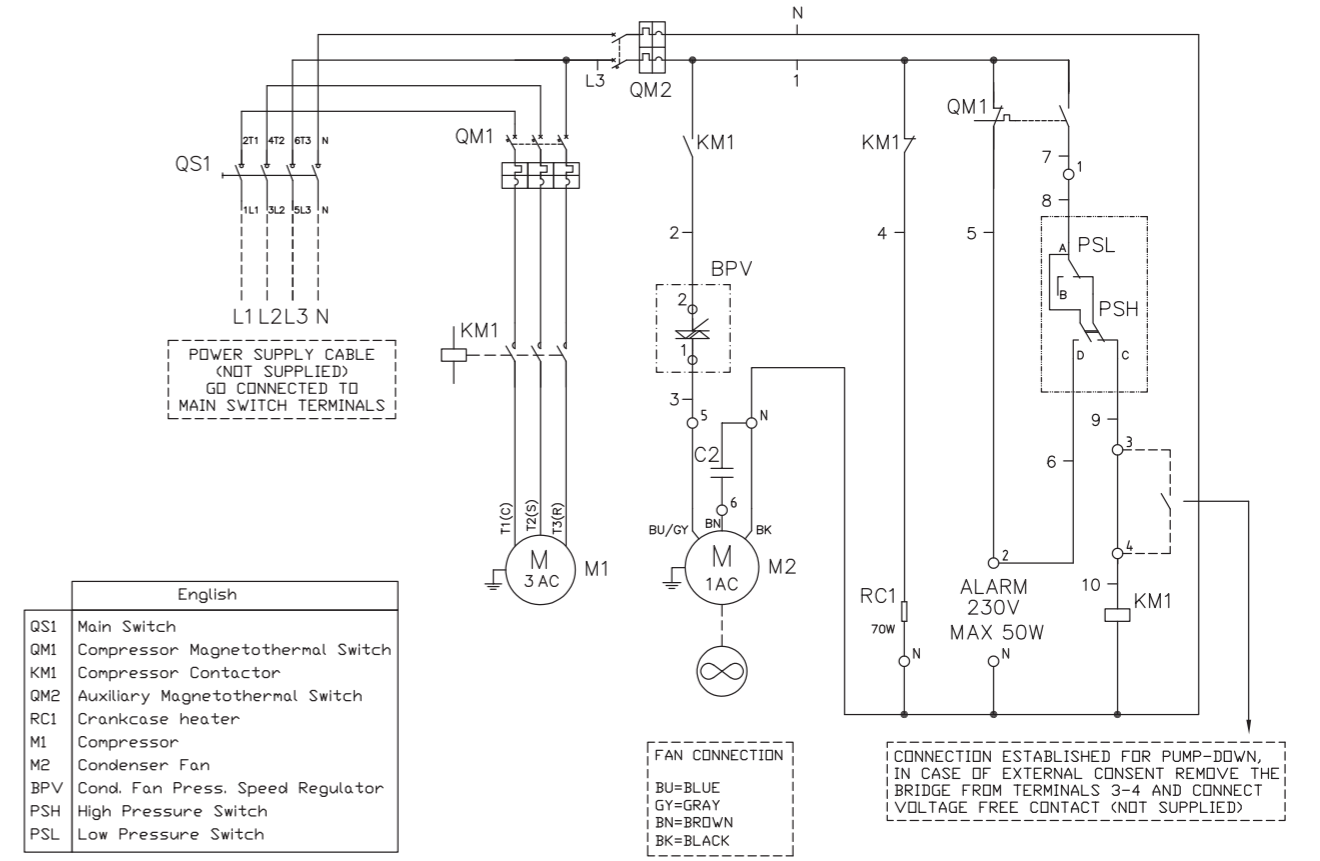 N
L3
QM2
1
2T1 4T2 6T3 N
QS1
1L1 3L2 5L3 N
L1 L2 L3 N
POWER SUPPLY CABLE
(NOT SUPPLIED)
GO CONNECTED TO
MAIN SWITCH TERMINALS
QM1
KM1
T1(C) T2(S) T3(R)
M
3 AC
M1
KM1
2
BPV
2
1
3
5
N
C2
6
BU/GY
BN
BK
M
1AC
M2
KM1
4
RC1
70W
N
QM1
5
2
ALARM
230V
MAX 50W
N
7
1
8
A
PSL
B
PSH
D
C
6
9
3
4
10
KM1
English
QS1 Main Switch
QM1 Compressor Magnetothermal Switch
KM1 Compressor Contactor
QM2 Auxiliary Magnetothermal Switch
RC1 Crankcase heater
M1 Compressor
M2 Condenser Fan
BPV Cond. Fan Press. Speed Regulator
PSH High Pressure Switch
PSL Low Pressure Switch
FAN CONNECTION
BU=BLUE
GY=GRAY
BN=BROWN
BK=BLACK
CONNECTION ESTABLISHED FOR PUMP-DOWN,
IN CASE OF EXTERNAL CONSENT REMOVE THE
BRIDGE FROM TERMINALS 3-4 AND CONNECT
VOLTAGE FREE CONTACT (NOT SUPPLIED)